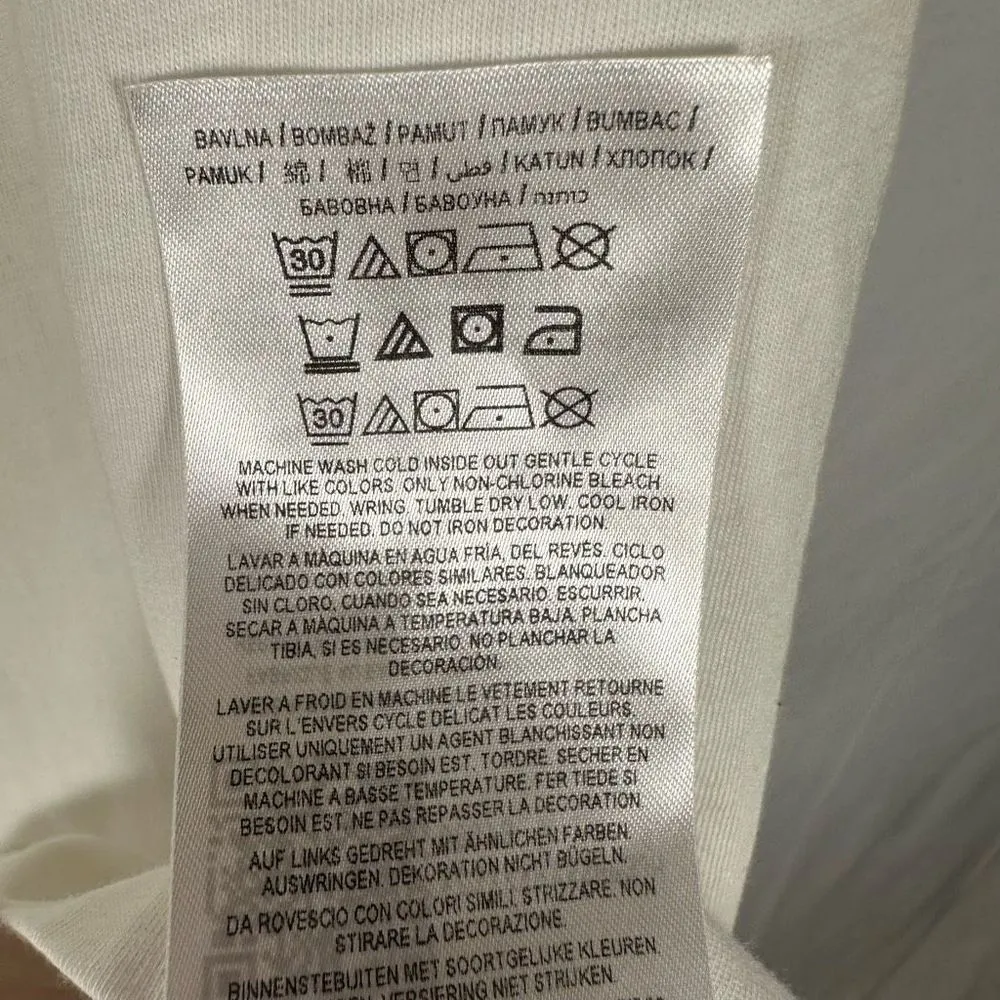 BAVLNA / BOMBAŽ / PAMUT / ПАМУК / BUMBAC /
PAMUK / 綿 / 棉 / 면 / قطن / KATUN / ХЛОПОК /
БАВОВНА / БАВОЎНА / כותנה
30
30
MACHINE WASH COLD INSIDE OUT GENTLE CYCLE
WITH LIKE COLORS. ONLY NON-CHLORINE BLEACH
WHEN NEEDED. WRING. TUMBLE DRY LOW. COOL IRON
IF NEEDED. DO NOT IRON DECORATION.
LAVAR A MÁQUINA EN AGUA FRÍA, DEL REVÉS. CICLO
DELICADO CON COLORES SIMILARES. BLANQUEADOR
SIN CLORO, CUANDO SEA NECESARIO. ESCURRIR.
SECAR A MÁQUINA A TEMPERATURA BAJA. PLANCHA
TIBIA, SI ES NECESARIO. NO PLANCHAR LA
DECORACIÓN.
LAVER A FROID EN MACHINE LE VETEMENT RETOURNE
SUR L'ENVERS CYCLE DELICAT LES COULEURS.
UTILISER UNIQUEMENT UN AGENT BLANCHISSANT NON
DECOLORANT SI BESOIN EST. TORDRE. SECHER EN
MACHINE A BASSE TEMPERATURE. FER TIEDE SI
BESOIN EST. NE PAS REPASSER LA DECORATION.
AUF LINKS GEDREHT MIT ÄHNLICHEN FARBEN.
AUSWRINGEN. DEKORATION NICHT BÜGELN.
DA ROVESCIO CON COLORI SIMILI. STRIZZARE. NON
STIRARE LA DECORAZIONE.
BINNENSTEBUITEN MET SOORTGELIJKE KLEUREN.
VERSIERING NIET STRIJKEN.